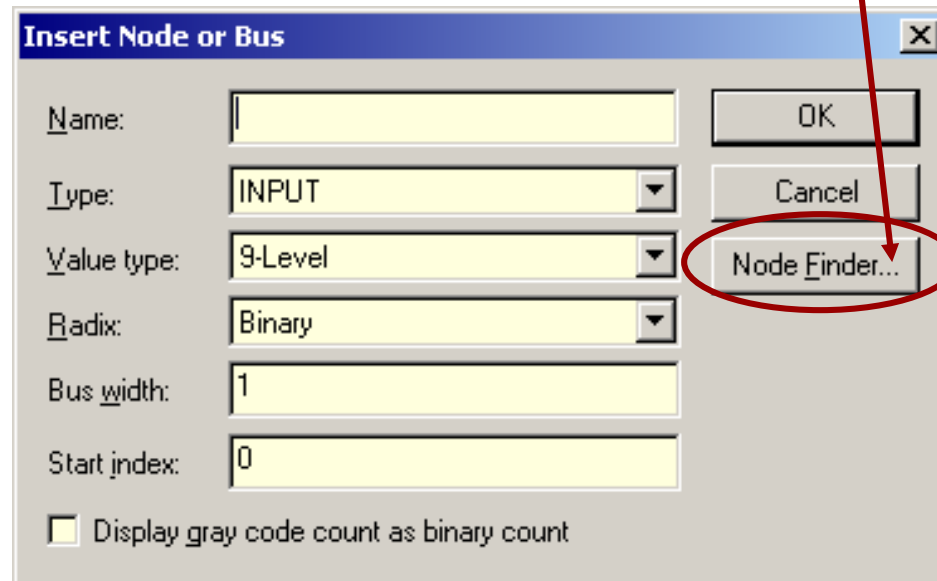 Insert Node or Bus
Name:
OK
Type:
INPUT
Cancel
Value type:
9-Level
Node Finder...
Radix:
Binary
Bus width:
1
Start index:
0
Display gray code count as binary count